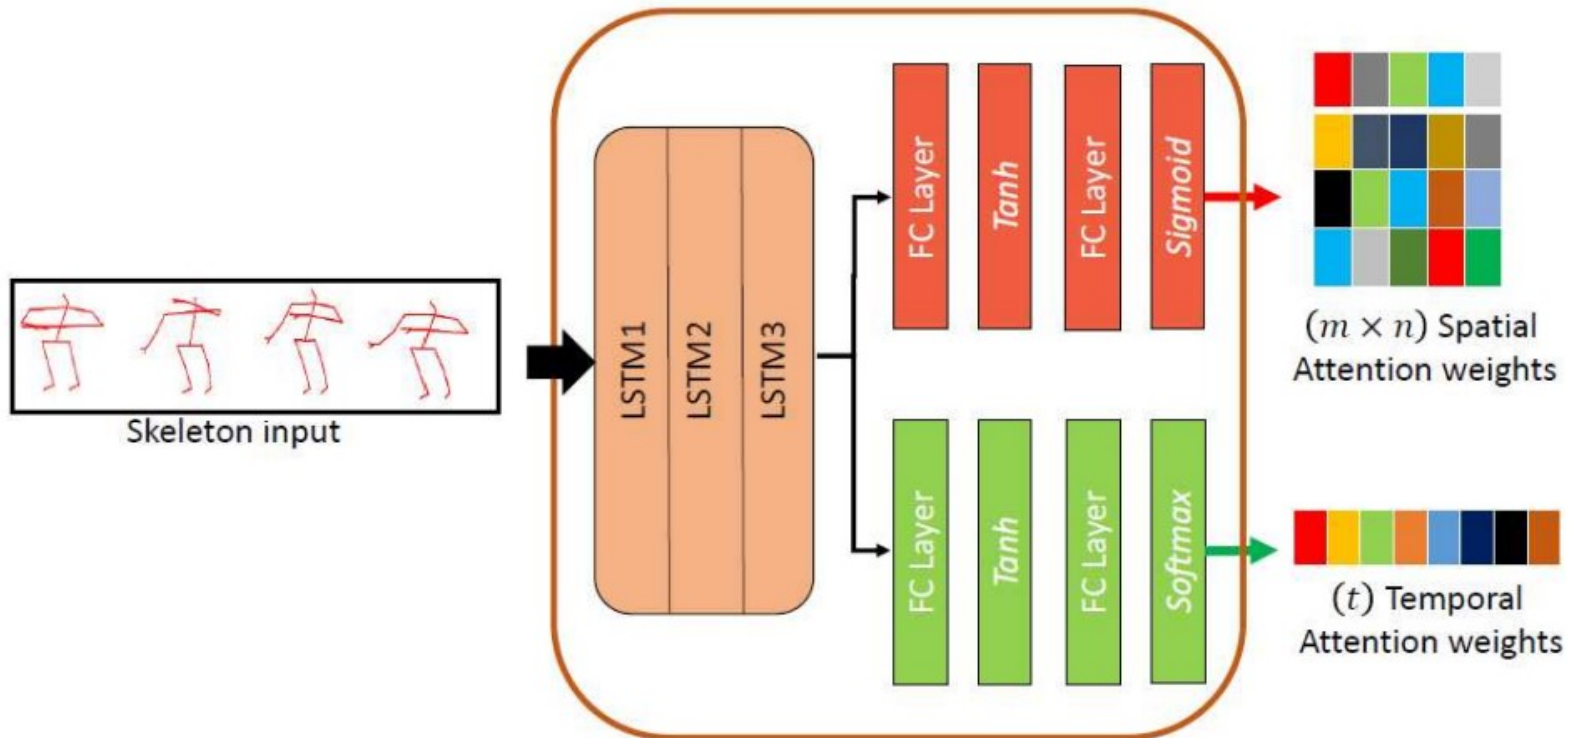 Skeleton input
LSTM1
LSTM2
LSTM3
FC Layer
Tanh
FC Layer
Sigmoid
FC Layer
Tanh
FC Layer
Softmax
(m × n) Spatial
Attention weights
(t) Temporal
Attention weights